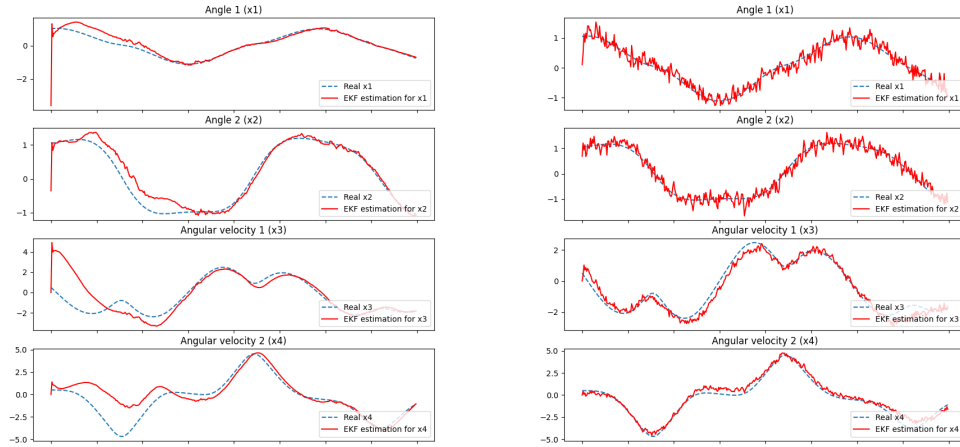 Angle 1 (x1)
0
−2
Real x1
EKF estimation for x1
Angle 2 (x2)
1
0
−1
Real x2
EKF estimation for x2
Angular velocity 1 (x3)
4
2
0
−2
Real x3
EKF estimation for x3
Angular velocity 2 (x4)
5.0
2.5
0.0
−2.5
−5.0
Real x4
EKF estimation for x4
Angle 1 (x1)
1
0
−1
Real x1
EKF estimation for x1
Angle 2 (x2)
1
0
−1
Real x2
EKF estimation for x2
Angular velocity 1 (x3)
2
0
−2
Real x3
EKF estimation for x3
Angular velocity 2 (x4)
5.0
2.5
0.0
−2.5
−5.0
Real x4
EKF estimation for x4